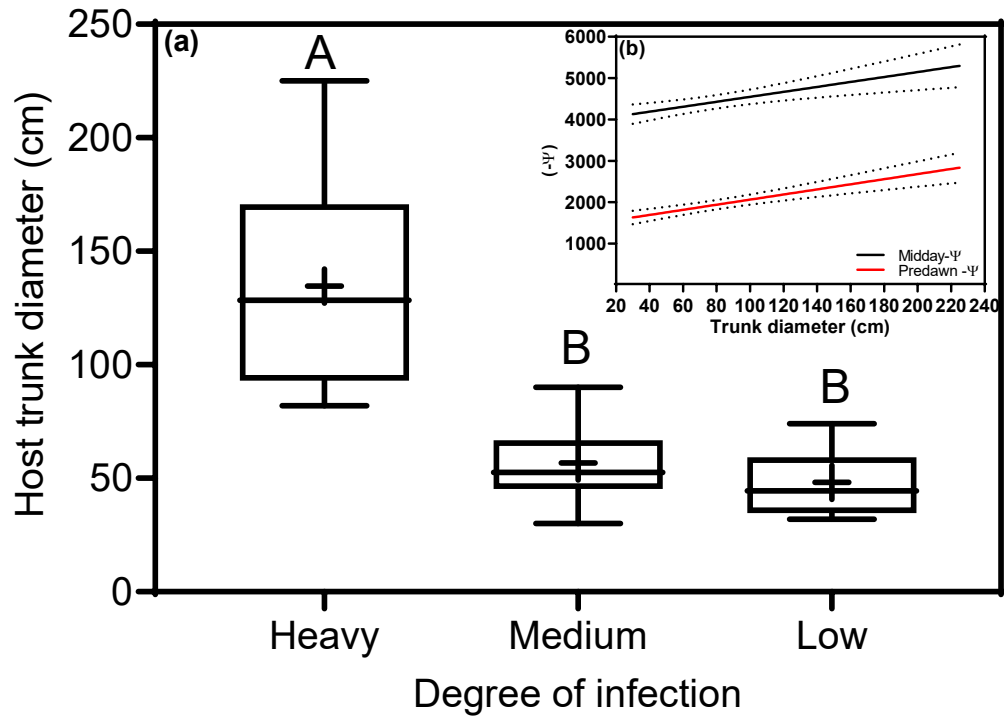 (a)
Host trunk diameter (cm)
250
200
150
100
50
0
A
B
B
Heavy
Medium
Low
Degree of infection
(b)
(-Ψ)
6000
5000
4000
3000
2000
1000
Midday-Ψ
Predawn -Ψ
20 40 60 80 100 120 140 160 180 200 220 240
Trunk diameter (cm)